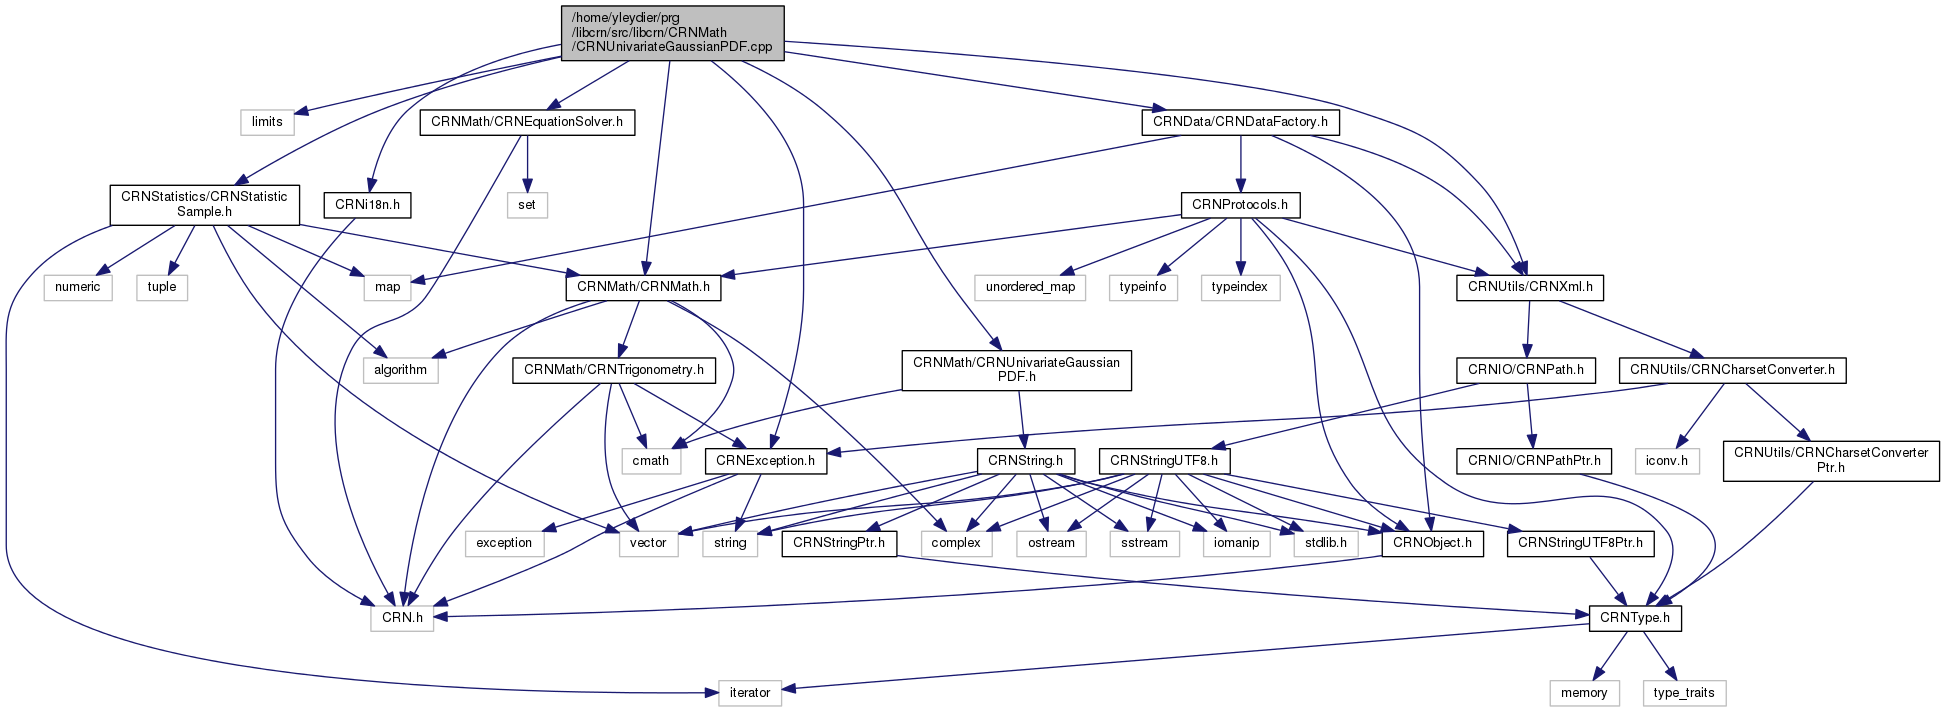 /home/yleydier/prg
/libcrn/src/libcrn/CRNMath
/CRNUnivariateGaussianPDF.cpp
limits
CRNMath/CRNEquationSolver.h
CRNData/CRNDataFactory.h
CRNStatistics/CRNStatistic
Sample.h
CRNi18n.h
set
CRNProtocols.h
numeric
tuple
map
CRNMath/CRNMath.h
unordered_map
typeinfo
typeindex
CRNUtils/CRNXml.h
algorithm
CRNMath/CRNTrigonometry.h
CRNMath/CRNUnivariateGaussian
PDF.h
CRNIO/CRNPath.h
CRNUtils/CRNCharsetConverter.h
cmath
CRNException.h
CRNString.h
CRNStringUTF8.h
CRNIO/CRNPathPtr.h
iconv.h
CRNUtils/CRNCharsetConverter
Ptr.h
exception
vector
string
CRNStringPtr.h
complex
ostream
sstream
iomanip
stdlib.h
CRNObject.h
CRNStringUTF8Ptr.h
CRN.h
CRNType.h
iterator
memory
type_traits